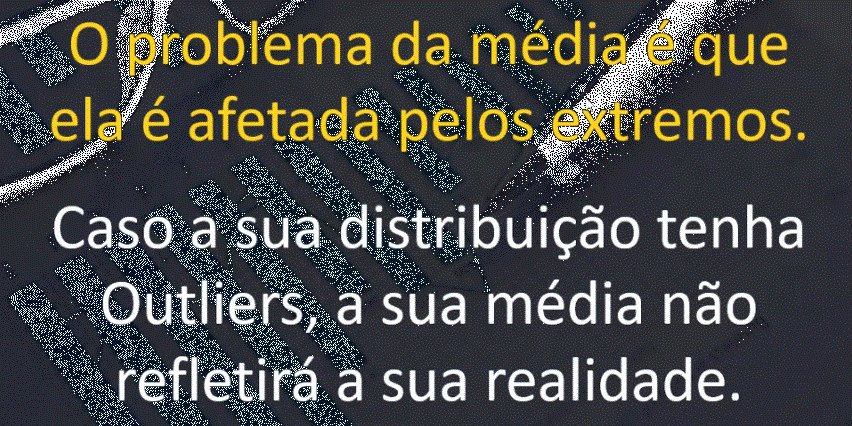 O problema da média é que
ela é afetada pelos extremos.
Caso a sua distribuição tenha
Outliers, a sua média não
refletirá a sua realidade.